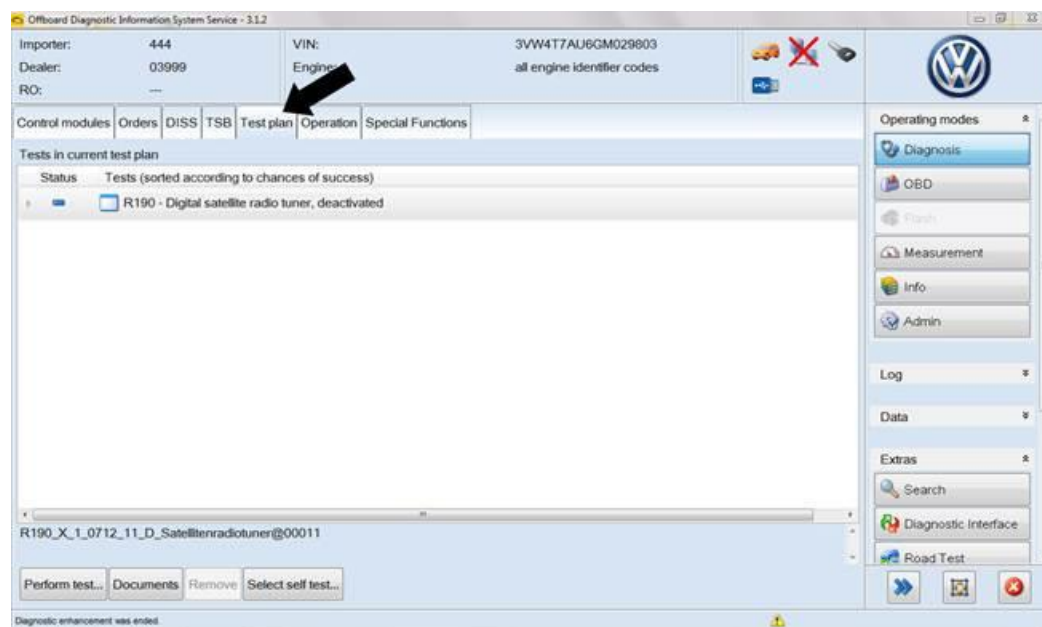 Offboard Diagnostic Information System Service - 3.1.2
Importer: 444 VIN: 3VW4T7AU6GM029803
Dealer: 03999 Engine: all engine identifier codes
RO: ---
Control modules Orders DISS TSB Test plan Operation Special Functions
Tests in current test plan
Status Tests (sorted according to chances of success)
R190 - Digital satellite radio tuner, deactivated
R190_X_1_0712_11_D_Satellitenradiotuner@00011
Perform test... Documents Remove Select self test...
Diagnostic enhancement was ended.
Operating modes
Diagnosis
OBD
Flash
Measurement
Info
Admin
Log
Data
Extras
Search
Diagnostic Interface
Road Test